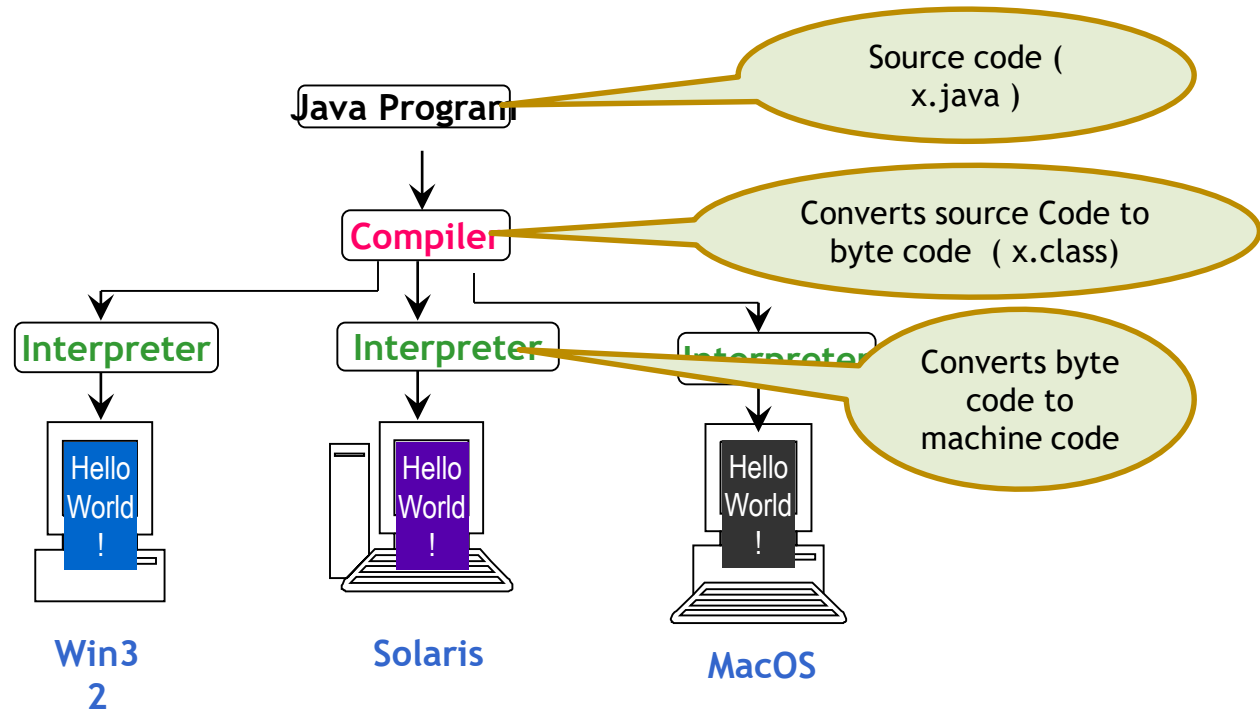 Source code (
x.java )
Java Program
Converts source Code to
byte code ( x.class)
Compiler
Interpreter
Interpreter
Interpreter
Converts byte
code to
machine code
Hello
World
!
Hello
World
!
Hello
World
!
Win3
2
Solaris
MacOS